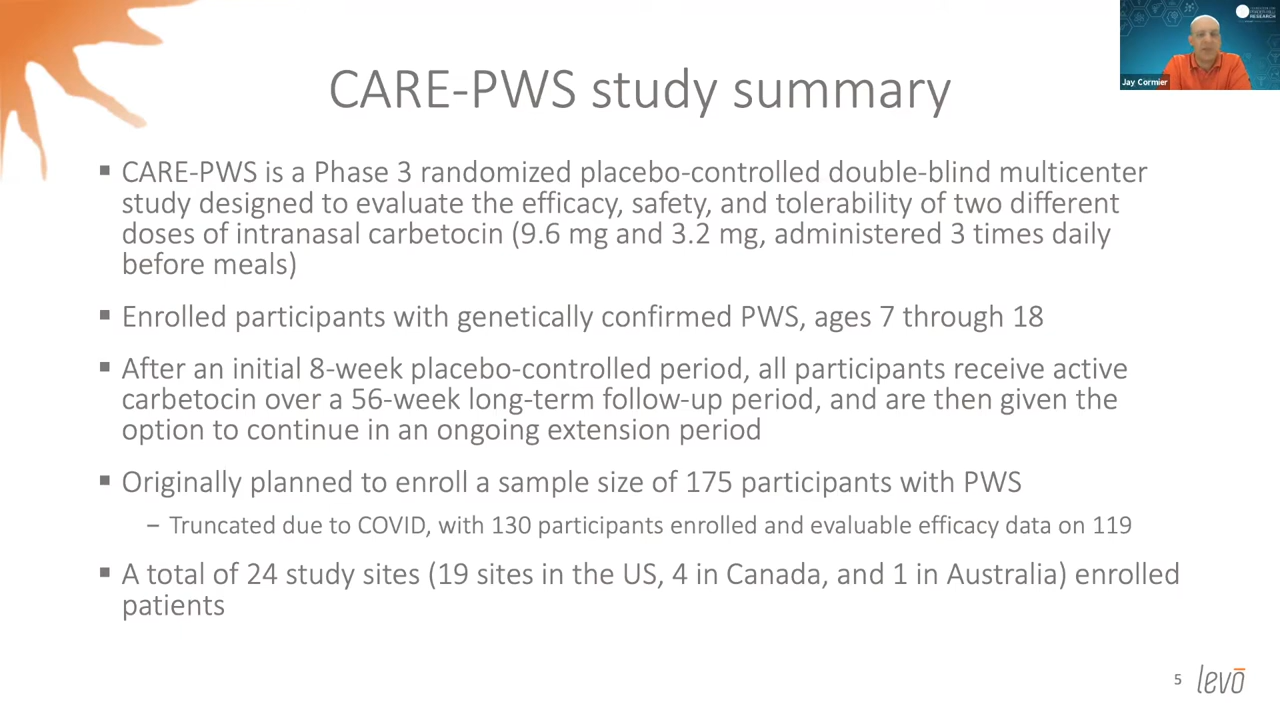 CARE-PWS study summary
▪ CARE-PWS is a Phase 3 randomized placebo-controlled double-blind multicenter
study designed to evaluate the efficacy, safety, and tolerability of two different
doses of intranasal carbetocin (9.6 mg and 3.2 mg, administered 3 times daily
before meals)
▪ Enrolled participants with genetically confirmed PWS, ages 7 through 18
▪ After an initial 8-week placebo-controlled period, all participants receive active
carbetocin over a 56-week long-term follow-up period, and are then given the
option to continue in an ongoing extension period
▪ Originally planned to enroll a sample size of 175 participants with PWS
– Truncated due to COVID, with 130 participants enrolled and evaluable efficacy data on 119
▪ A total of 24 study sites (19 sites in the US, 4 in Canada, and 1 in Australia) enrolled
patients
5
levō
Jay Cormier
RESEARCH